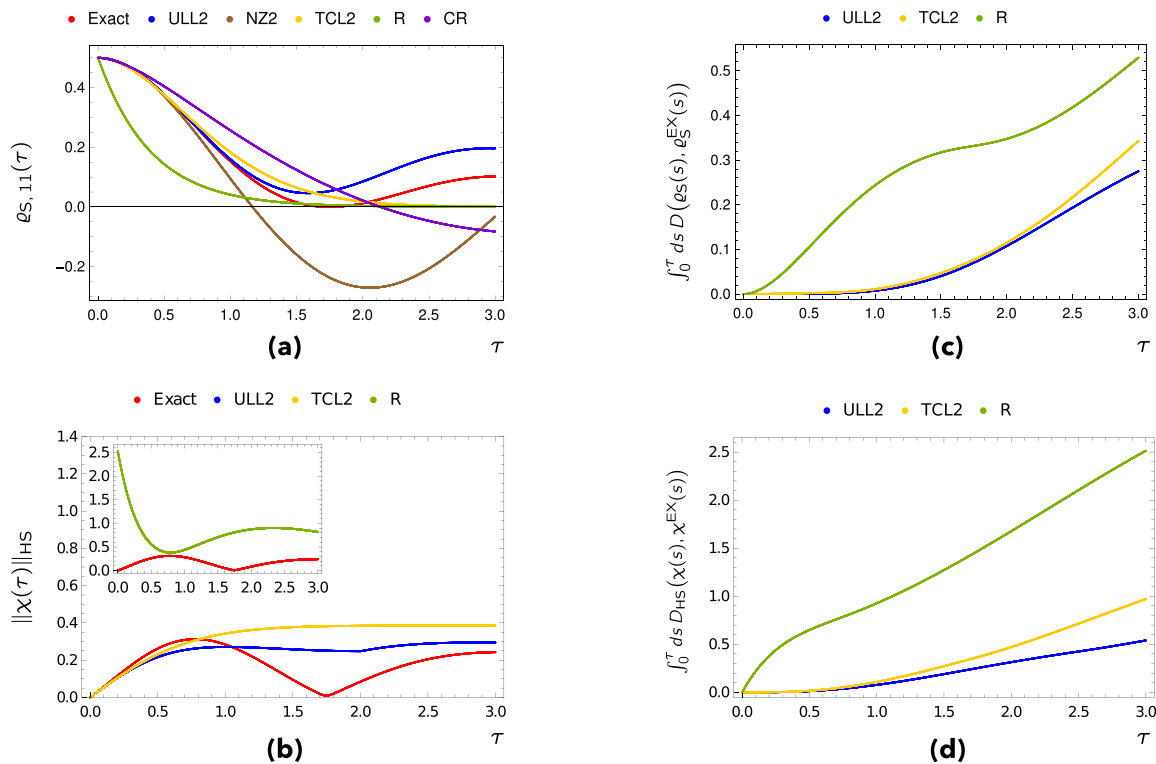 Exact ULL2 NZ2 TCL2 R CR
ϱS, 11(τ)
0.4
0.2
0.0
−0.2
0.0 0.5 1.0 1.5 2.0 2.5 3.0
(a) τ
ULL2 TCL2 R
∫₀^τ ds D(ϱS(s), ϱS^EX(s))
0.5
0.4
0.3
0.2
0.1
0.0
0.0 0.5 1.0 1.5 2.0 2.5 3.0
(c) τ
Exact ULL2 TCL2 R
||χ(τ)||HS
1.4
1.2
1.0
0.8
0.6
0.4
0.2
0.0
2.5
2.0
1.5
1.0
0.5
0.0
0.0 0.5 1.0 1.5 2.0 2.5 3.0
0.0 0.5 1.0 1.5 2.0 2.5 3.0
(b) τ
ULL2 TCL2 R
∫₀^τ ds DHS(χ(s), χ^EX(s))
2.5
2.0
1.5
1.0
0.5
0.0
0.0 0.5 1.0 1.5 2.0 2.5 3.0
(d) τ